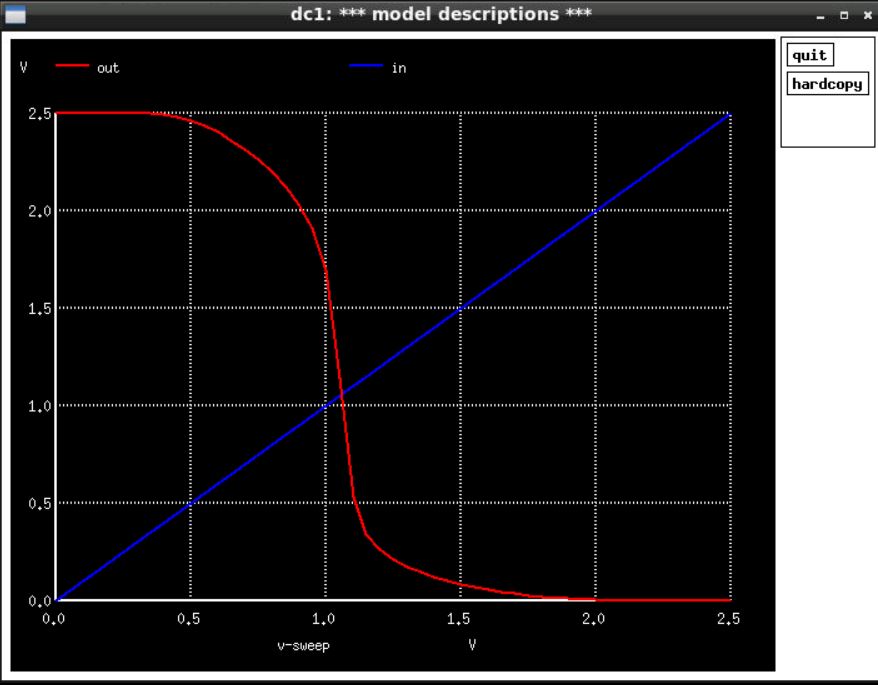 dc1: *** model descriptions ***
quit
hardcopy
V out in
2.5
2.0
1.5
1.0
0.5
0.0
0.0 0.5 1.0 1.5 2.0 2.5
v-sweep V